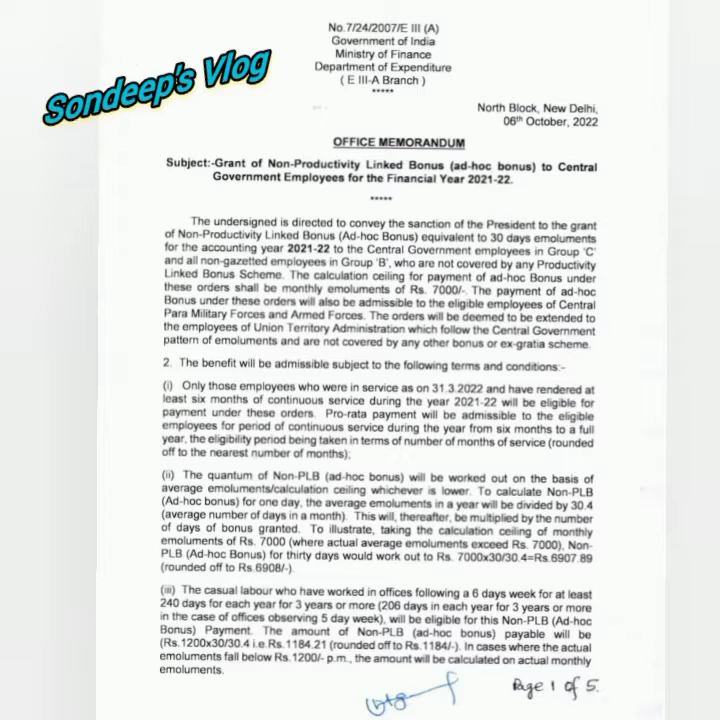 Sondeep's Vlog
No.7/24/2007/E III (A)
Government of India
Ministry of Finance
Department of Expenditure
( E III-A Branch )
*****
North Block, New Delhi,
06th October, 2022
OFFICE MEMORANDUM
Subject:-Grant of Non-Productivity Linked Bonus (ad-hoc bonus) to Central
Government Employees for the Financial Year 2021-22.
*****
The undersigned is directed to convey the sanction of the President to the grant
of Non-Productivity Linked Bonus (Ad-hoc Bonus) equivalent to 30 days emoluments
for the accounting year 2021-22 to the Central Government employees in Group 'C'
and all non-gazetted employees in Group 'B', who are not covered by any Productivity
Linked Bonus Scheme. The calculation ceiling for payment of ad-hoc Bonus under
these orders shall be monthly emoluments of Rs. 7000/-. The payment of ad-hoc
Bonus under these orders will also be admissible to the eligible employees of Central
Para Military Forces and Armed Forces. The orders will be deemed to be extended to
the employees of Union Territory Administration which follow the Central Government
pattern of emoluments and are not covered by any other bonus or ex-gratia scheme.
2. The benefit will be admissible subject to the following terms and conditions:-
(i) Only those employees who were in service as on 31.3.2022 and have rendered at
least six months of continuous service during the year 2021-22 will be eligible for
payment under these orders. Pro-rata payment will be admissible to the eligible
employees for period of continuous service during the year from six months to a full
year, the eligibility period being taken in terms of number of months of service (rounded
off to the nearest number of months);
(ii) The quantum of Non-PLB (ad-hoc bonus) will be worked out on the basis of
average emoluments/calculation ceiling whichever is lower. To calculate Non-PLB
(Ad-hoc bonus) for one day, the average emoluments in a year will be divided by 30.4
(average number of days in a month). This will, thereafter, be multiplied by the number
of days of bonus granted. To illustrate, taking the calculation ceiling of monthly
emoluments of Rs. 7000 (where actual average emoluments exceed Rs. 7000), Non-
PLB (Ad-hoc Bonus) for thirty days would work out to Rs. 7000x30/30.4=Rs.6907.89
(rounded off to Rs.6908/-).
(iii) The casual labour who have worked in offices following a 6 days week for at least
240 days for each year for 3 years or more (206 days in each year for 3 years or more
in the case of offices observing 5 day week), will be eligible for this Non-PLB (Ad-hoc
Bonus) Payment. The amount of Non-PLB (ad-hoc bonus) payable will be
(Rs.1200x30/30.4 i.e.Rs.1184.21 (rounded off to Rs.1184/-). In cases where the actual
emoluments fall below Rs.1200/- p.m., the amount will be calculated on actual monthly
emoluments.
Page 1 of 5.